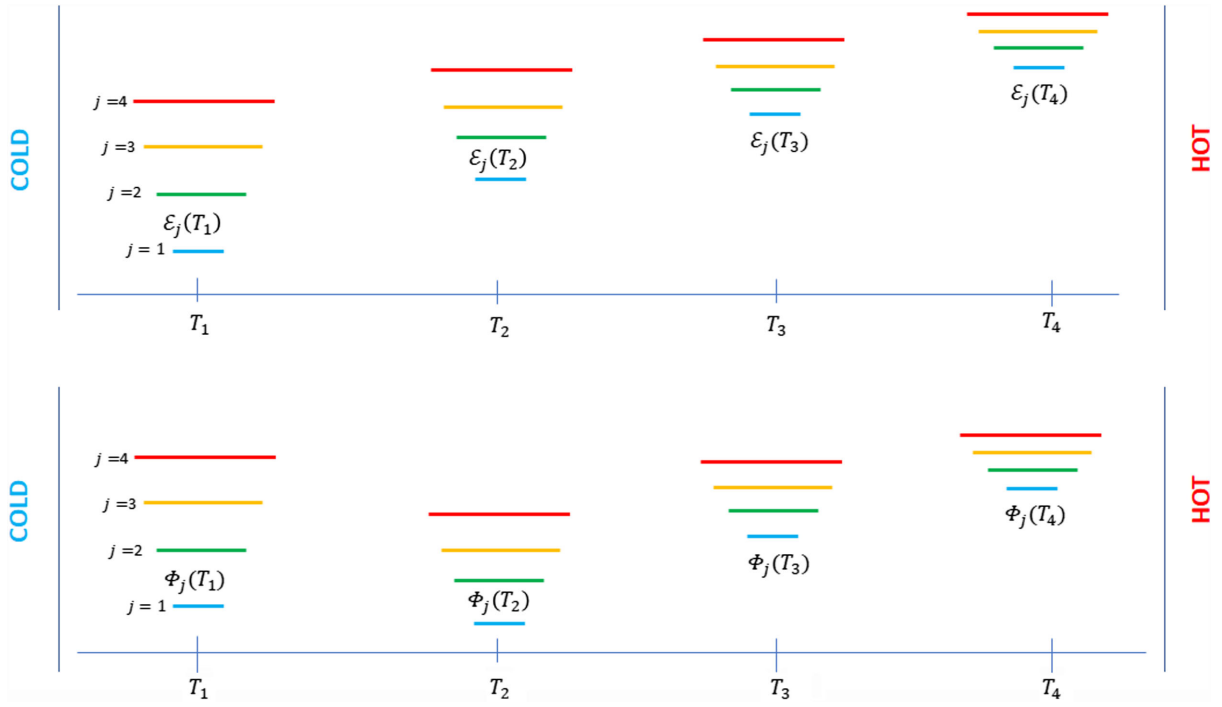 j =4
j =3
j =2
j = 1
COLD
HOT
ℰj(T1)
ℰj(T2)
ℰj(T3)
ℰj(T4)
T1
T2
T3
T4
j =4
j =3
j =2
j = 1
COLD
HOT
Φj(T1)
Φj(T2)
Φj(T3)
Φj(T4)
T1
T2
T3
T4